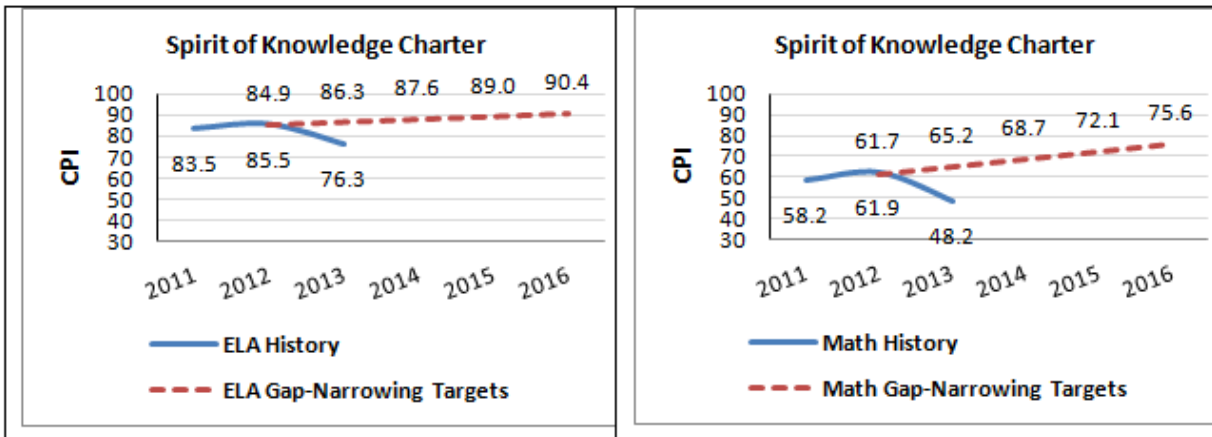 Spirit of Knowledge Charter
84.9 86.3 87.6 89.0 90.4
100
90
80
70
60
50
40
30
CPI
83.5 85.5 76.3
2011 2012 2013 2014 2015 2016
ELA History
ELA Gap-Narrowing Targets
Spirit of Knowledge Charter
61.7 65.2 68.7 72.1 75.6
100
90
80
70
60
50
40
30
CPI
58.2 61.9 48.2
2011 2012 2013 2014 2015 2016
Math History
Math Gap-Narrowing Targets